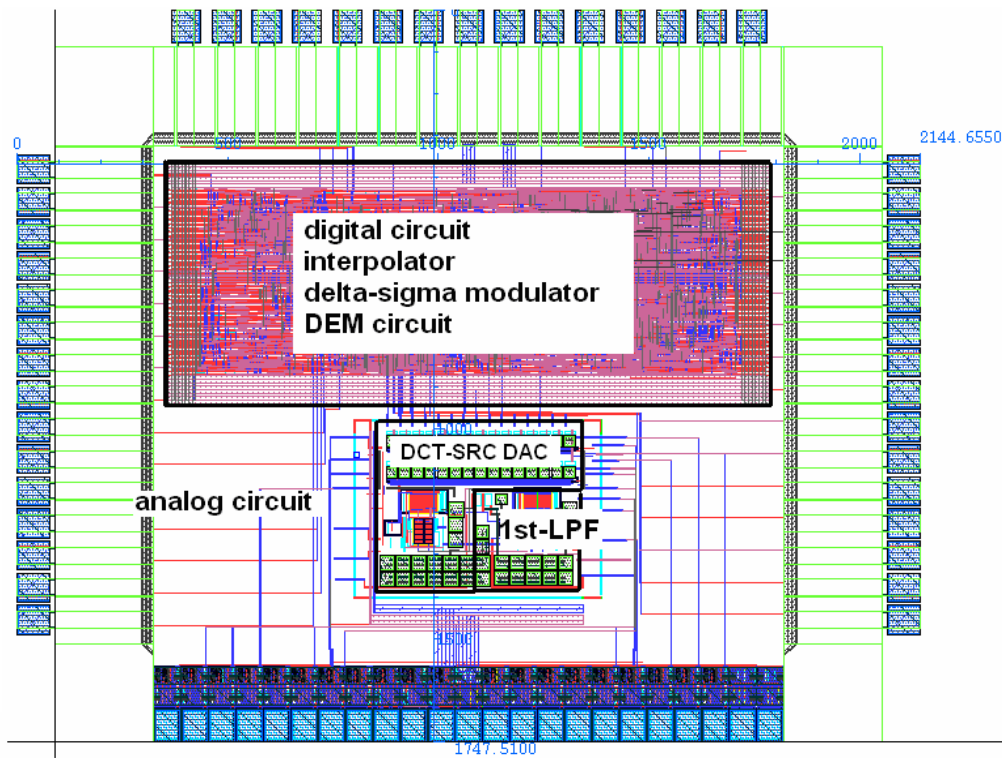 0
500
1000
1500
2000
2144.6550
digital circuit
interpolator
delta-sigma modulator
DEM circuit
DCT-SRC DAC
analog circuit
1st-LPF
1500
1747.5100